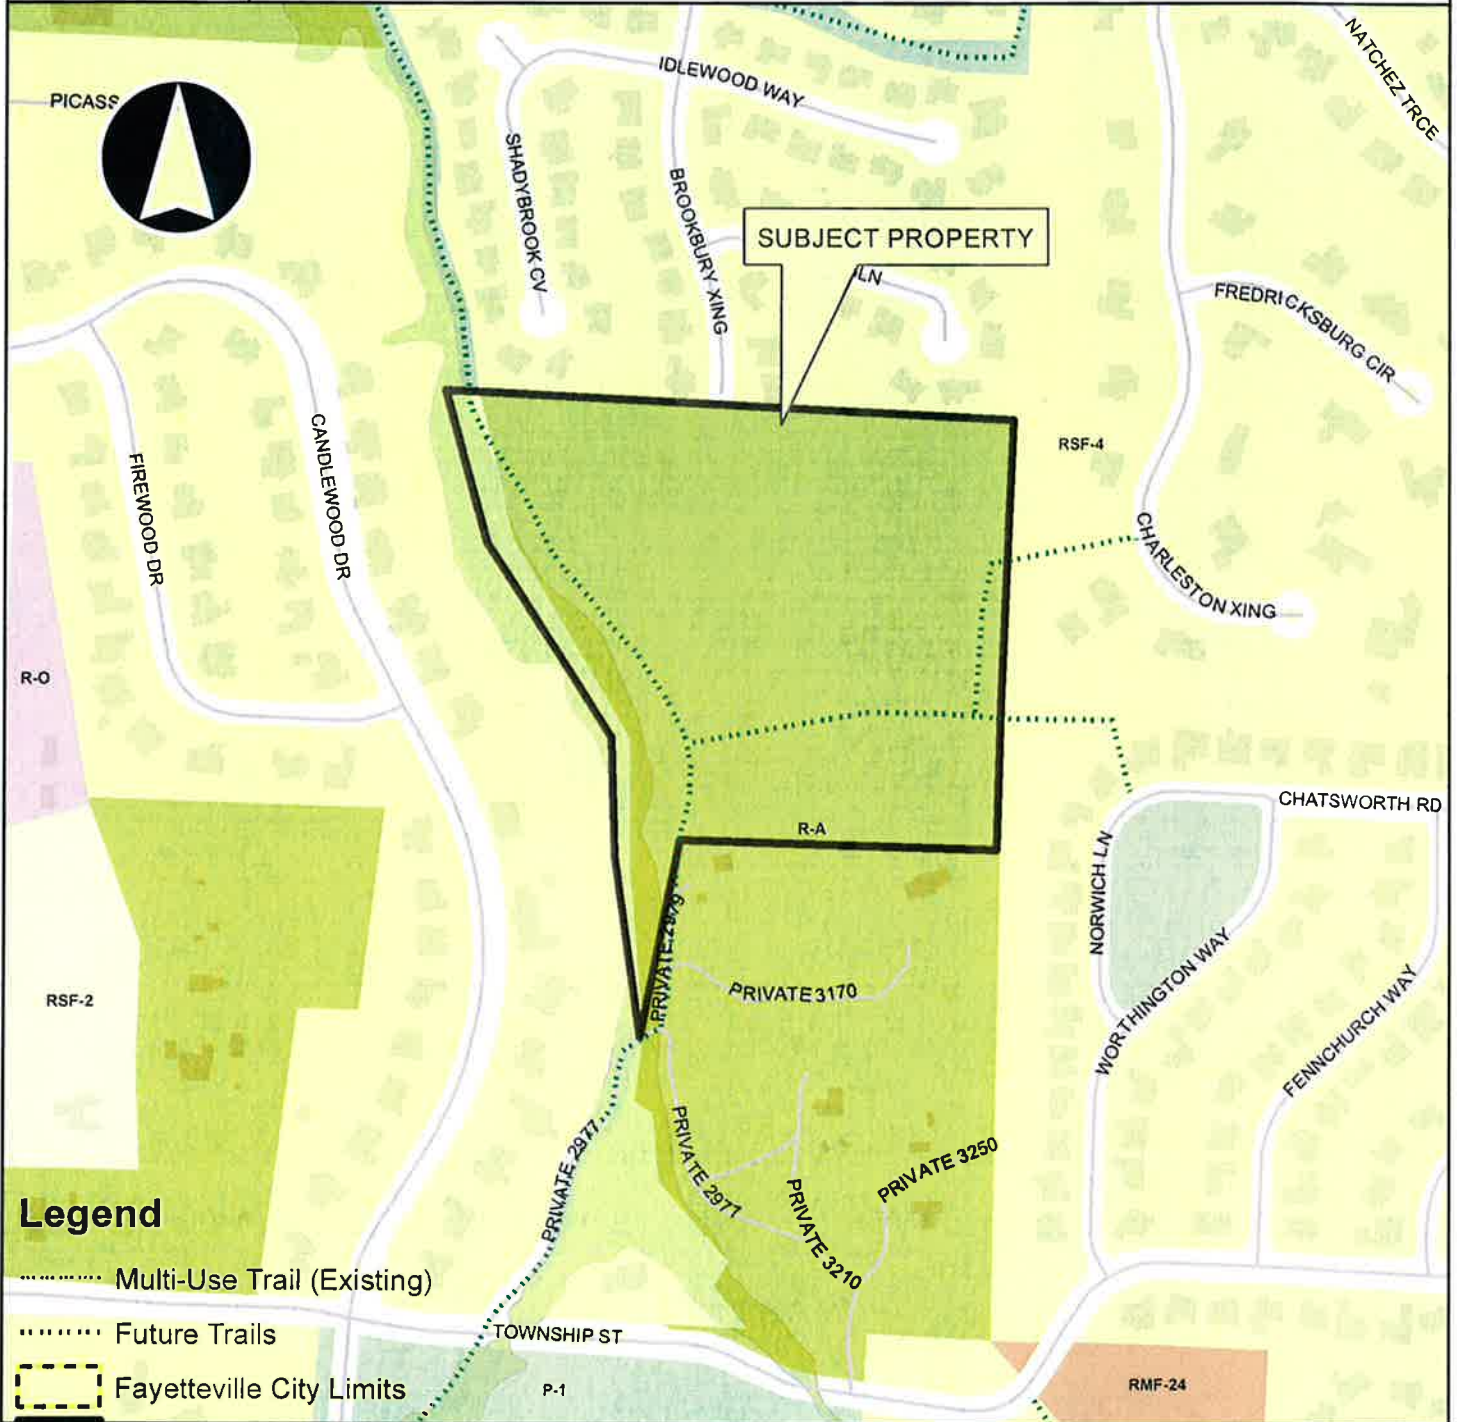 NATCHEZ TRCE
IDLEWOOD WAY
PICASS
SHADYBROOK CV
BROOKBURY XING
SUBJECT PROPERTY
LN
FREDRICKSBURG CIR
RSF-4
FIREWOOD DR
CANDLEWOOD DR
CHARLESTON XING
R-O
CHATSWORTH RD
R-A
NORWICH LN
PRIVATE 2979
PRIVATE 3170
RSF-2
WORTHINGTON WAY
FENNCHURCH WAY
PRIVATE 2977
PRIVATE 2977
PRIVATE 3250
PRIVATE 3210
Legend
Multi-Use Trail (Existing)
Future Trails
TOWNSHIP ST
Fayetteville City Limits
P-1
RMF-24